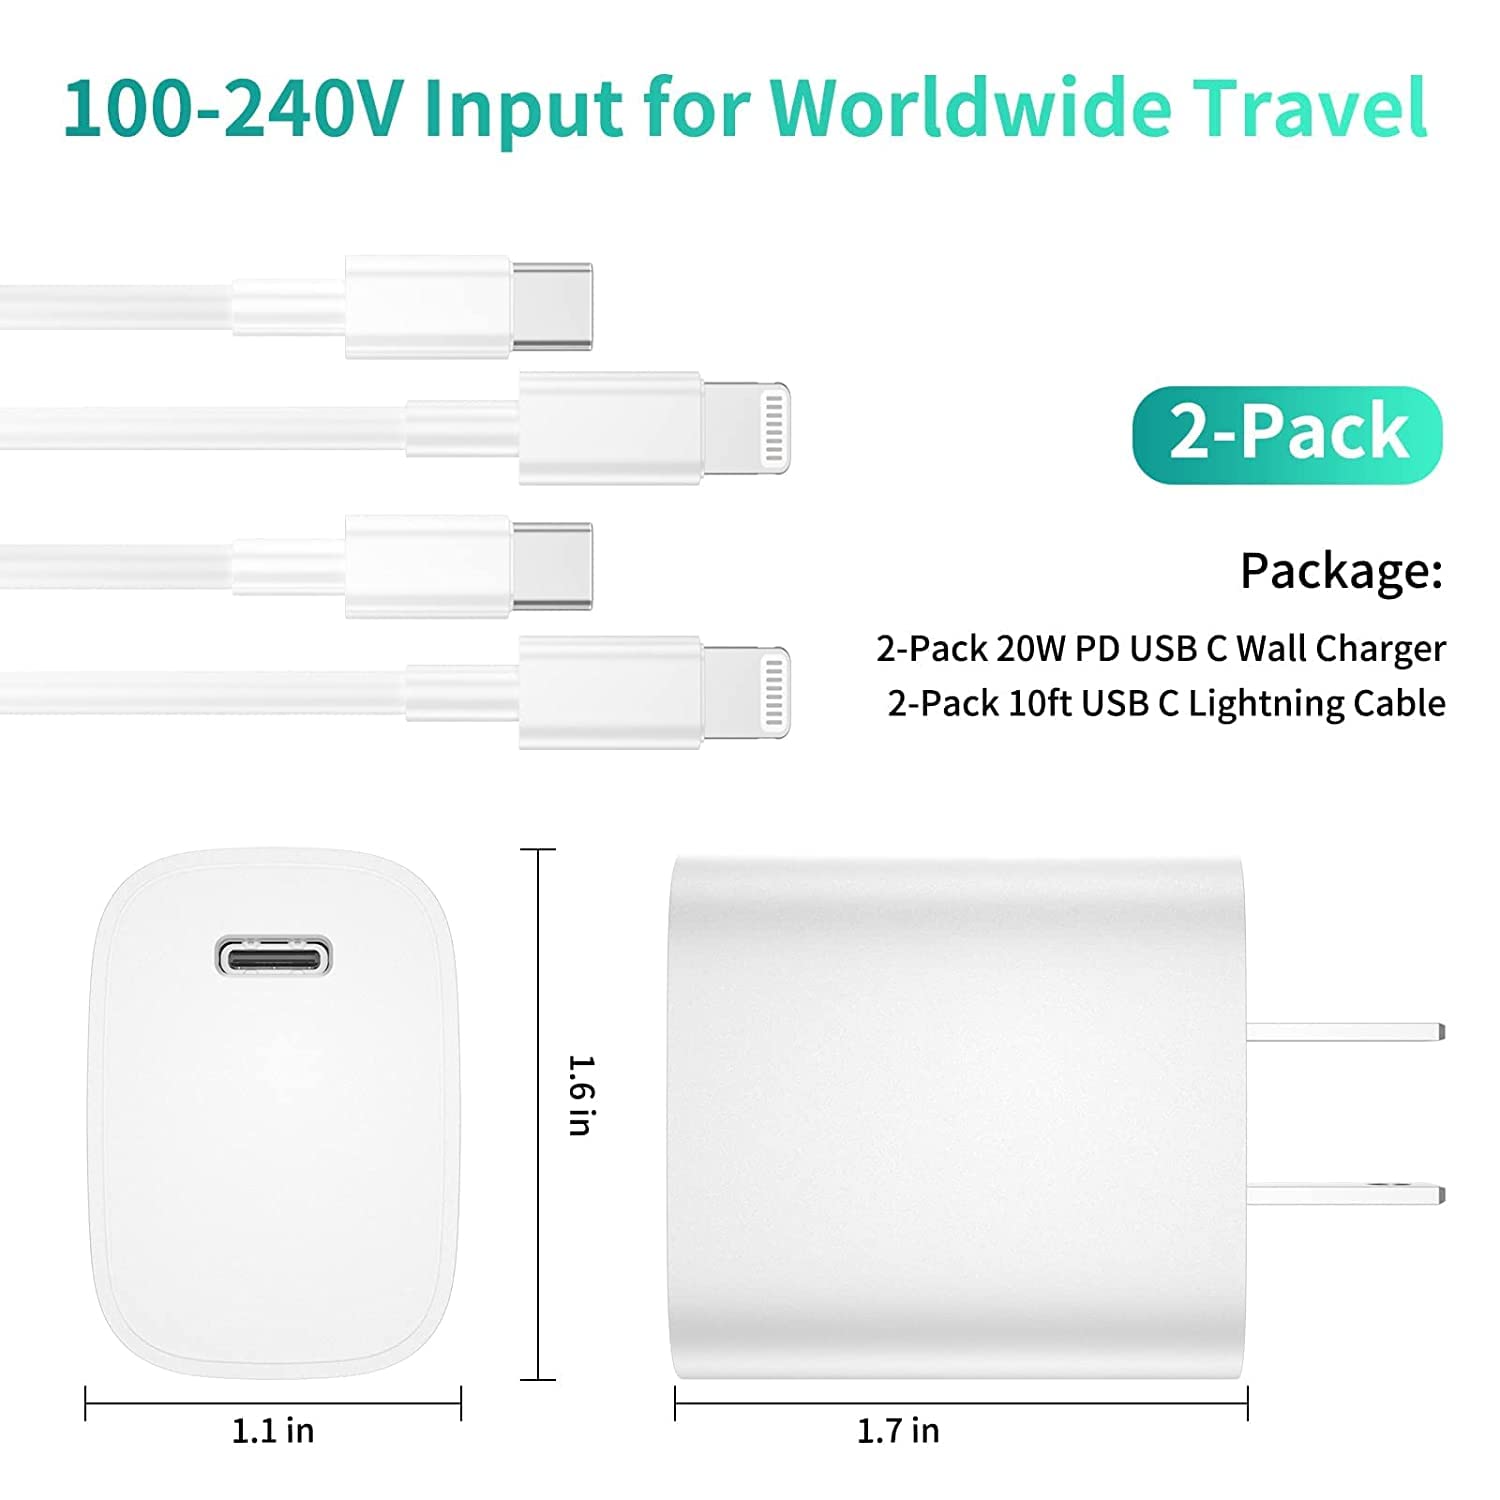 100-240V Input for Worldwide Travel
2-Pack
Package:
2-Pack 20W PD USB C Wall Charger
2-Pack 10ft USB C Lightning Cable
1.6 in
1.1 in
1.7 in